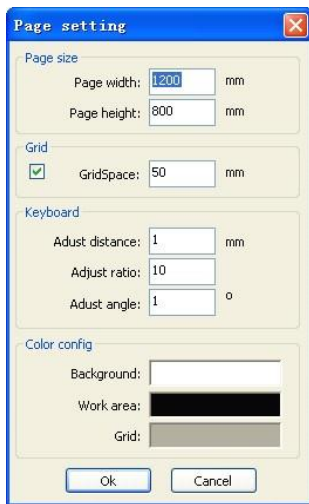 Page setting
Page size
Page width: 1200 mm
Page height: 800 mm
Grid
GridSpace: 50 mm
Keyboard
Adust distance: 1 mm
Adjust ratio: 10
Adust angle: 1 o
Color config
Background:
Work area:
Grid:
Ok Cancel